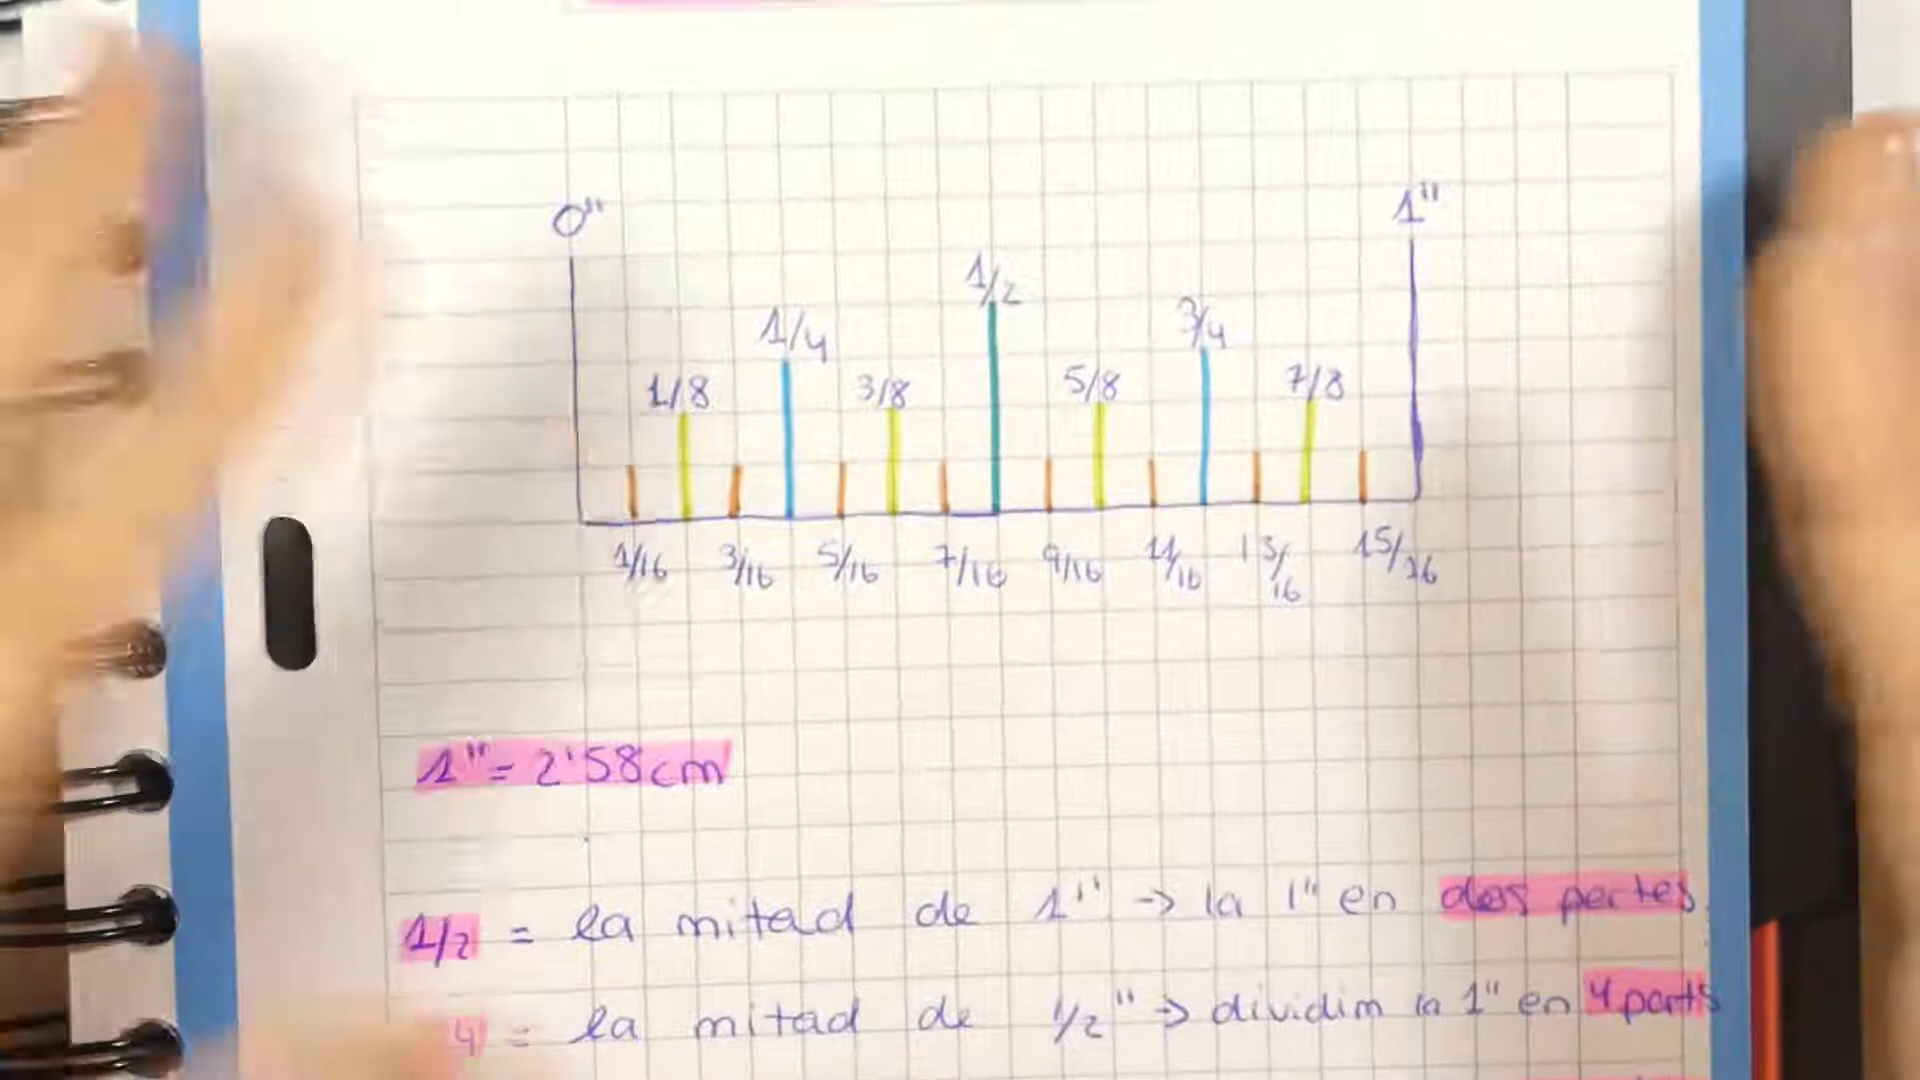 0" 1"
1/2
1/4 3/4
1/8 3/8 5/8 7/8
1/16 3/16 5/16 7/16 9/16 11/16 13/16 15/16
1" = 2'58cm
1/2 = la mitad de 1" → la 1" en dos partes.
4 = la mitad de 1/2" → dividim la 1" en 4 parts